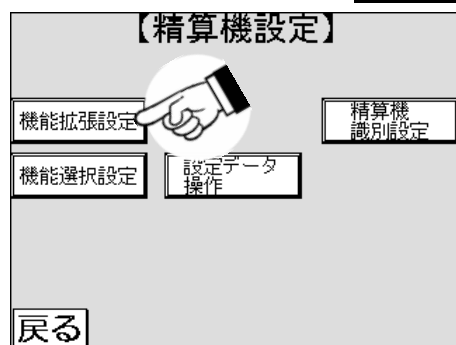 【精算機設定】
機能拡張設定
精算機
識別設定
機能選択設定
設定データ
操作
戻る